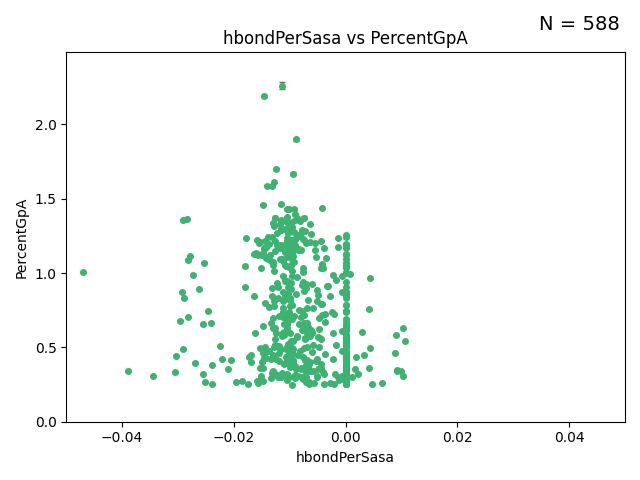 N = 588
hbondPerSasa vs PercentGpA
PercentGpA
2.0
1.5
1.0
0.5
0.0
−0.04 −0.02 0.00 0.02 0.04
hbondPerSasa